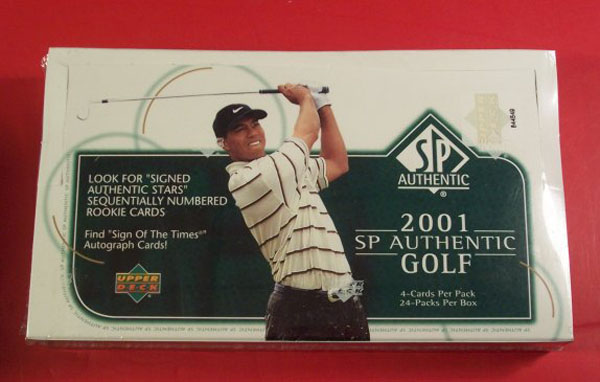 LOOK FOR "SIGNED
AUTHENTIC STARS"
SEQUENTIALLY NUMBERED
ROOKIE CARDS
Find "Sign Of The Times®"
Autograph Cards!
UPPER
DECK
SP
AUTHENTIC
®
2001
SP AUTHENTIC
GOLF
4-Cards Per Pack
24-Packs Per Box